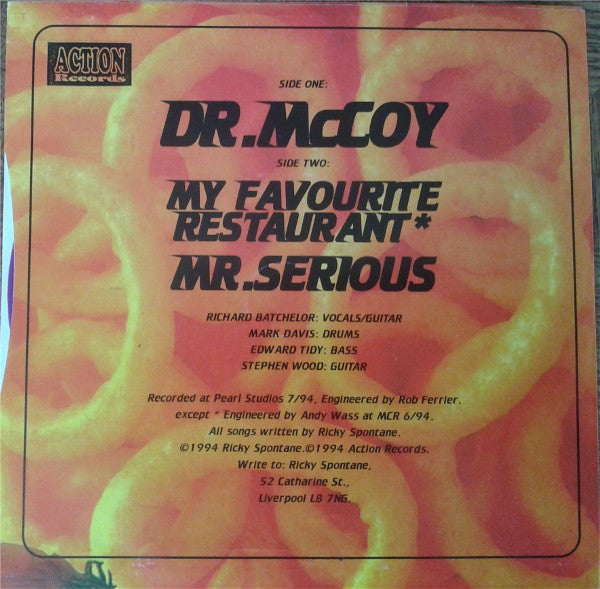 ACTION
Records
SIDE ONE:
DR.McCOY
SIDE TWO:
MY FAVOURITE
RESTAURANT*
MR.SERIOUS
RICHARD BATCHELOR: VOCALS/GUITAR
MARK DAVIS: DRUMS
EDWARD TIDY: BASS
STEPHEN WOOD: GUITAR
Recorded at Pearl Studios 7/94, Engineered by Rob Ferrier.
except * Engineered by Andy Wass at MCR 6/94.
All songs written by Ricky Spontane.
©1994 Ricky Spontane.©1994 Action Records.
Write to: Ricky Spontane,
52 Catharine St.,
Liverpool L8 7NG.